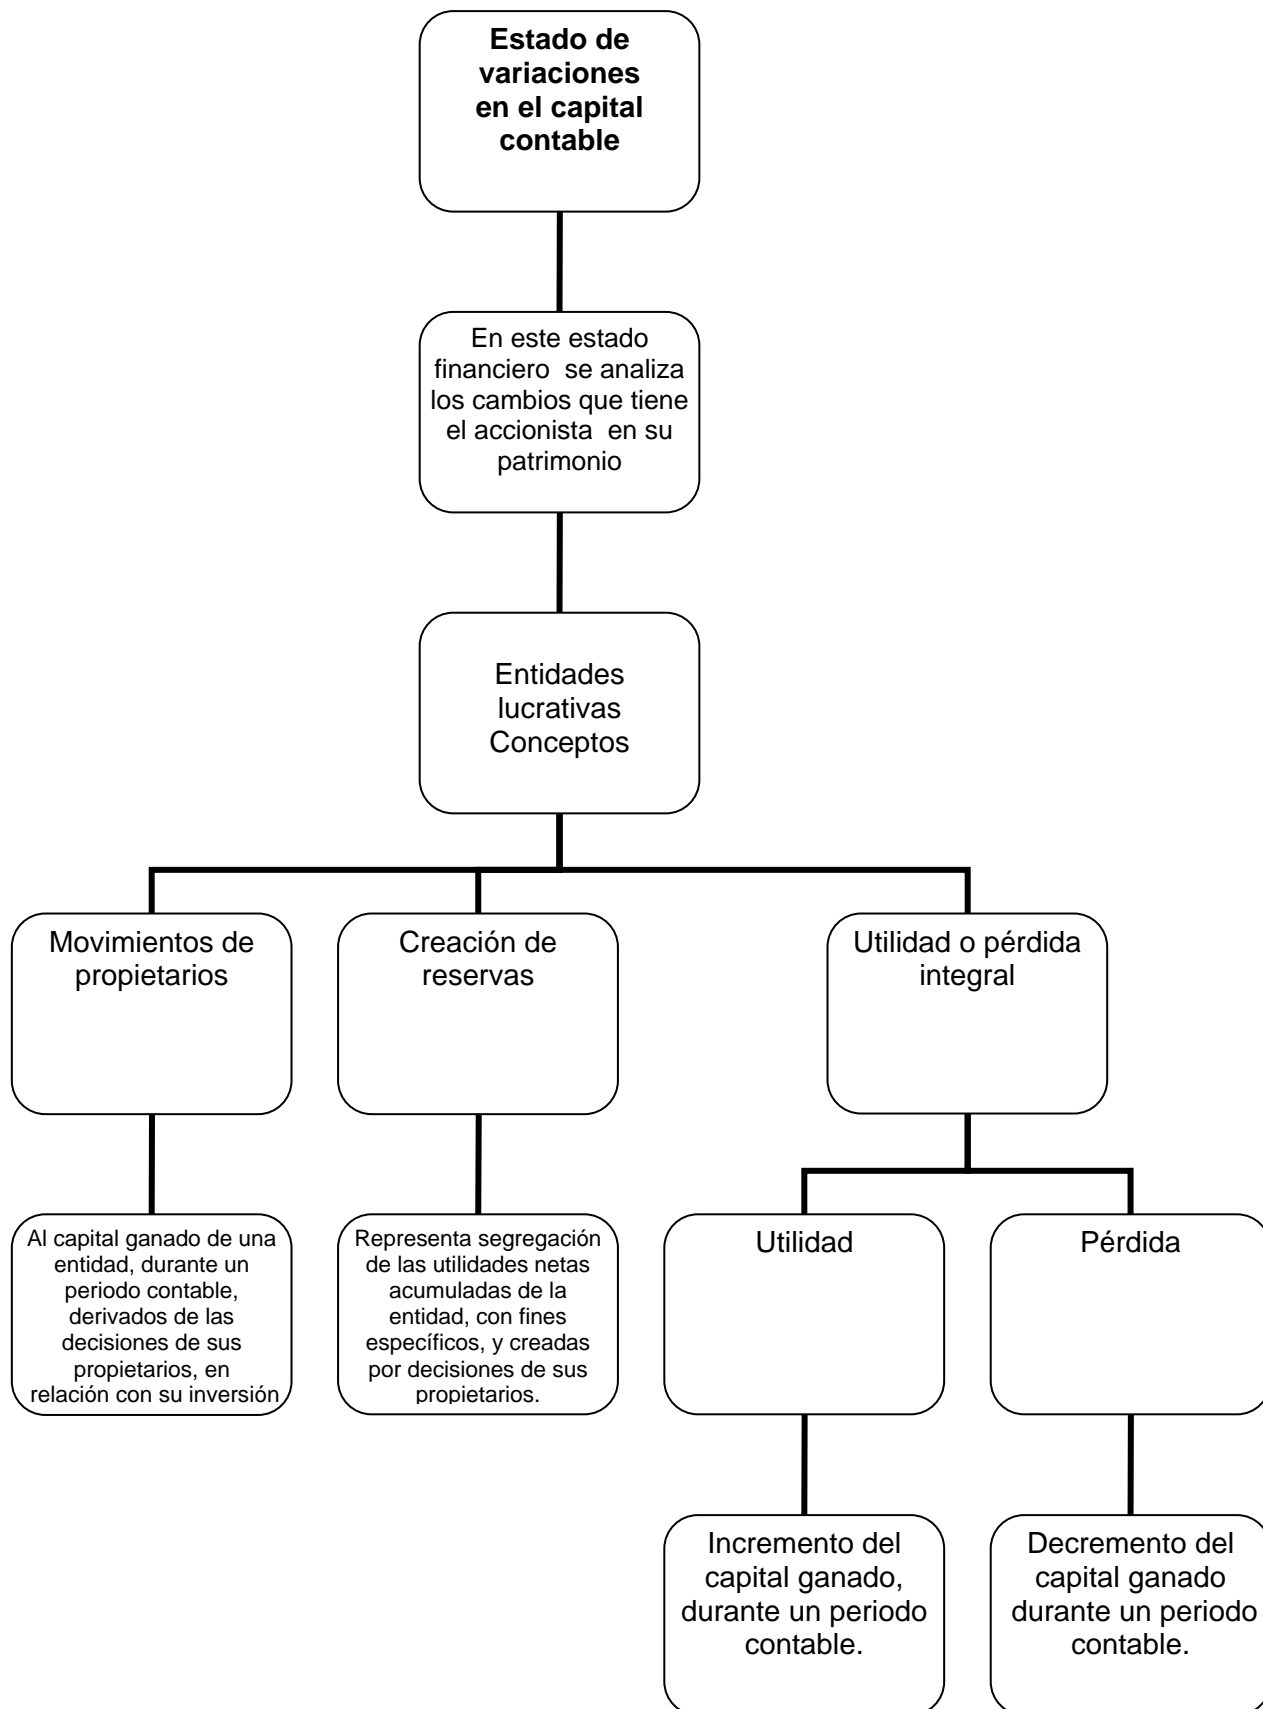 Estado de
variaciones
en el capital
contable
En este estado
financiero  se analiza
los cambios que tiene
el accionista  en su
patrimonio
Entidades
lucrativas
Conceptos
Movimientos de
propietarios
Creación de
reservas
Utilidad o pérdida
integral
Al capital ganado de una
entidad, durante un
periodo contable,
derivados de las
decisiones de sus
propietarios, en
relación con su inversión
Representa segregación
de las utilidades netas
acumuladas de la
entidad, con fines
específicos, y creadas
por decisiones de sus
propietarios.
Utilidad
Pérdida
Incremento del
capital ganado,
durante un periodo
contable.
Decremento del
capital ganado
durante un periodo
contable.